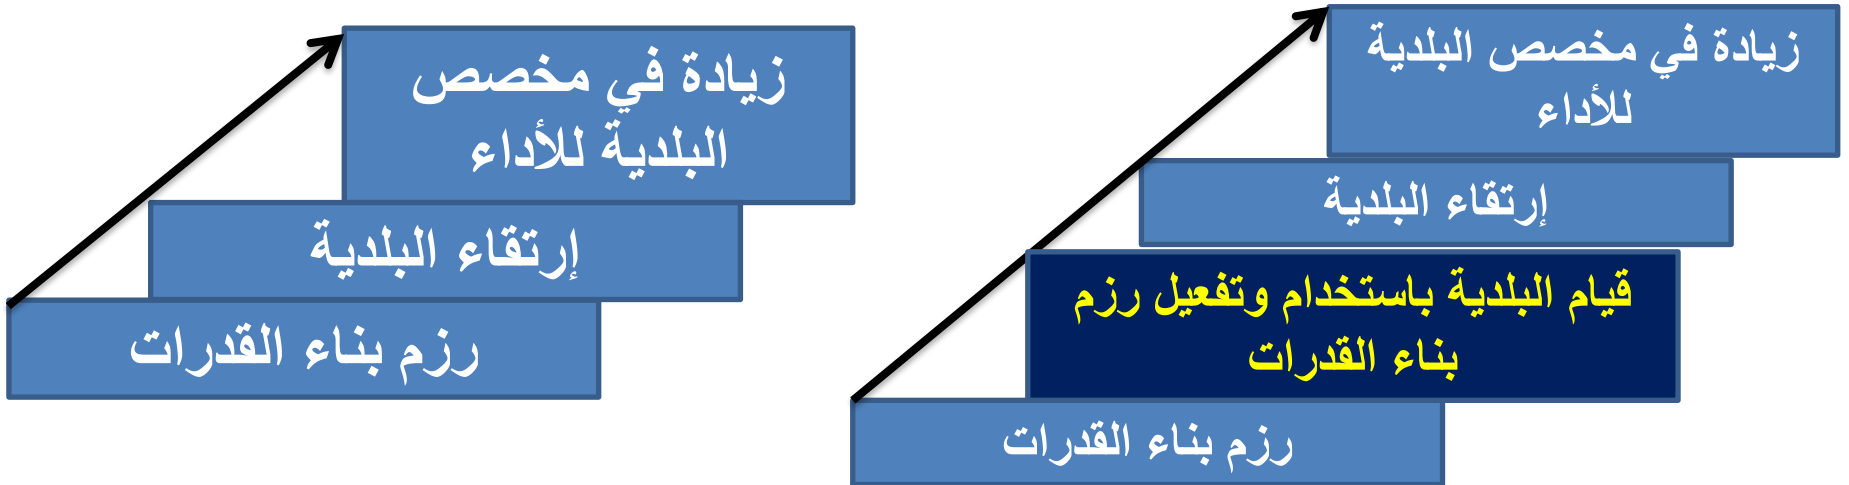 زيادة في مخصص البلدية
للأداء
إرتقاء البلدية
قيام البلدية باستخدام وتفعيل رزم
بناء القدرات
رزم بناء القدرات
زيادة في مخصص
البلدية للأداء
إرتقاء البلدية
رزم بناء القدرات